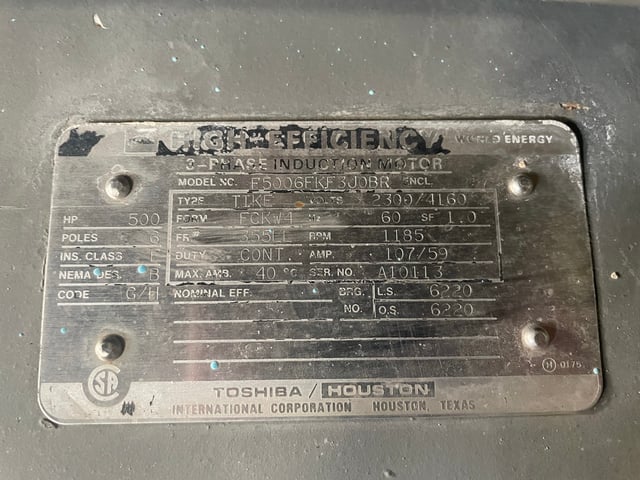 HIGH-EFFICIENCY WORLD ENERGY
3-PHASE INDUCTION MOTOR
MODEL NO. ENCL.
HP 500 TYPE TIKE VOLTS 2300/4160
POLES 6 FORM FCKW4 Hz 60 SF 1.0
INS. CLASS F FR# RPM 1185
NEMA DES. B DUTY CONT. AMP. 107/59
CODE G/H MAX. AMB. 40 °C SER. NO. A10113
NOMINAL EFF. BRG. L.S. 6220
NO. O.S. 6220
H 0175
SA
TOSHIBA / HOUSTON
INTERNATIONAL CORPORATION HOUSTON, TEXAS